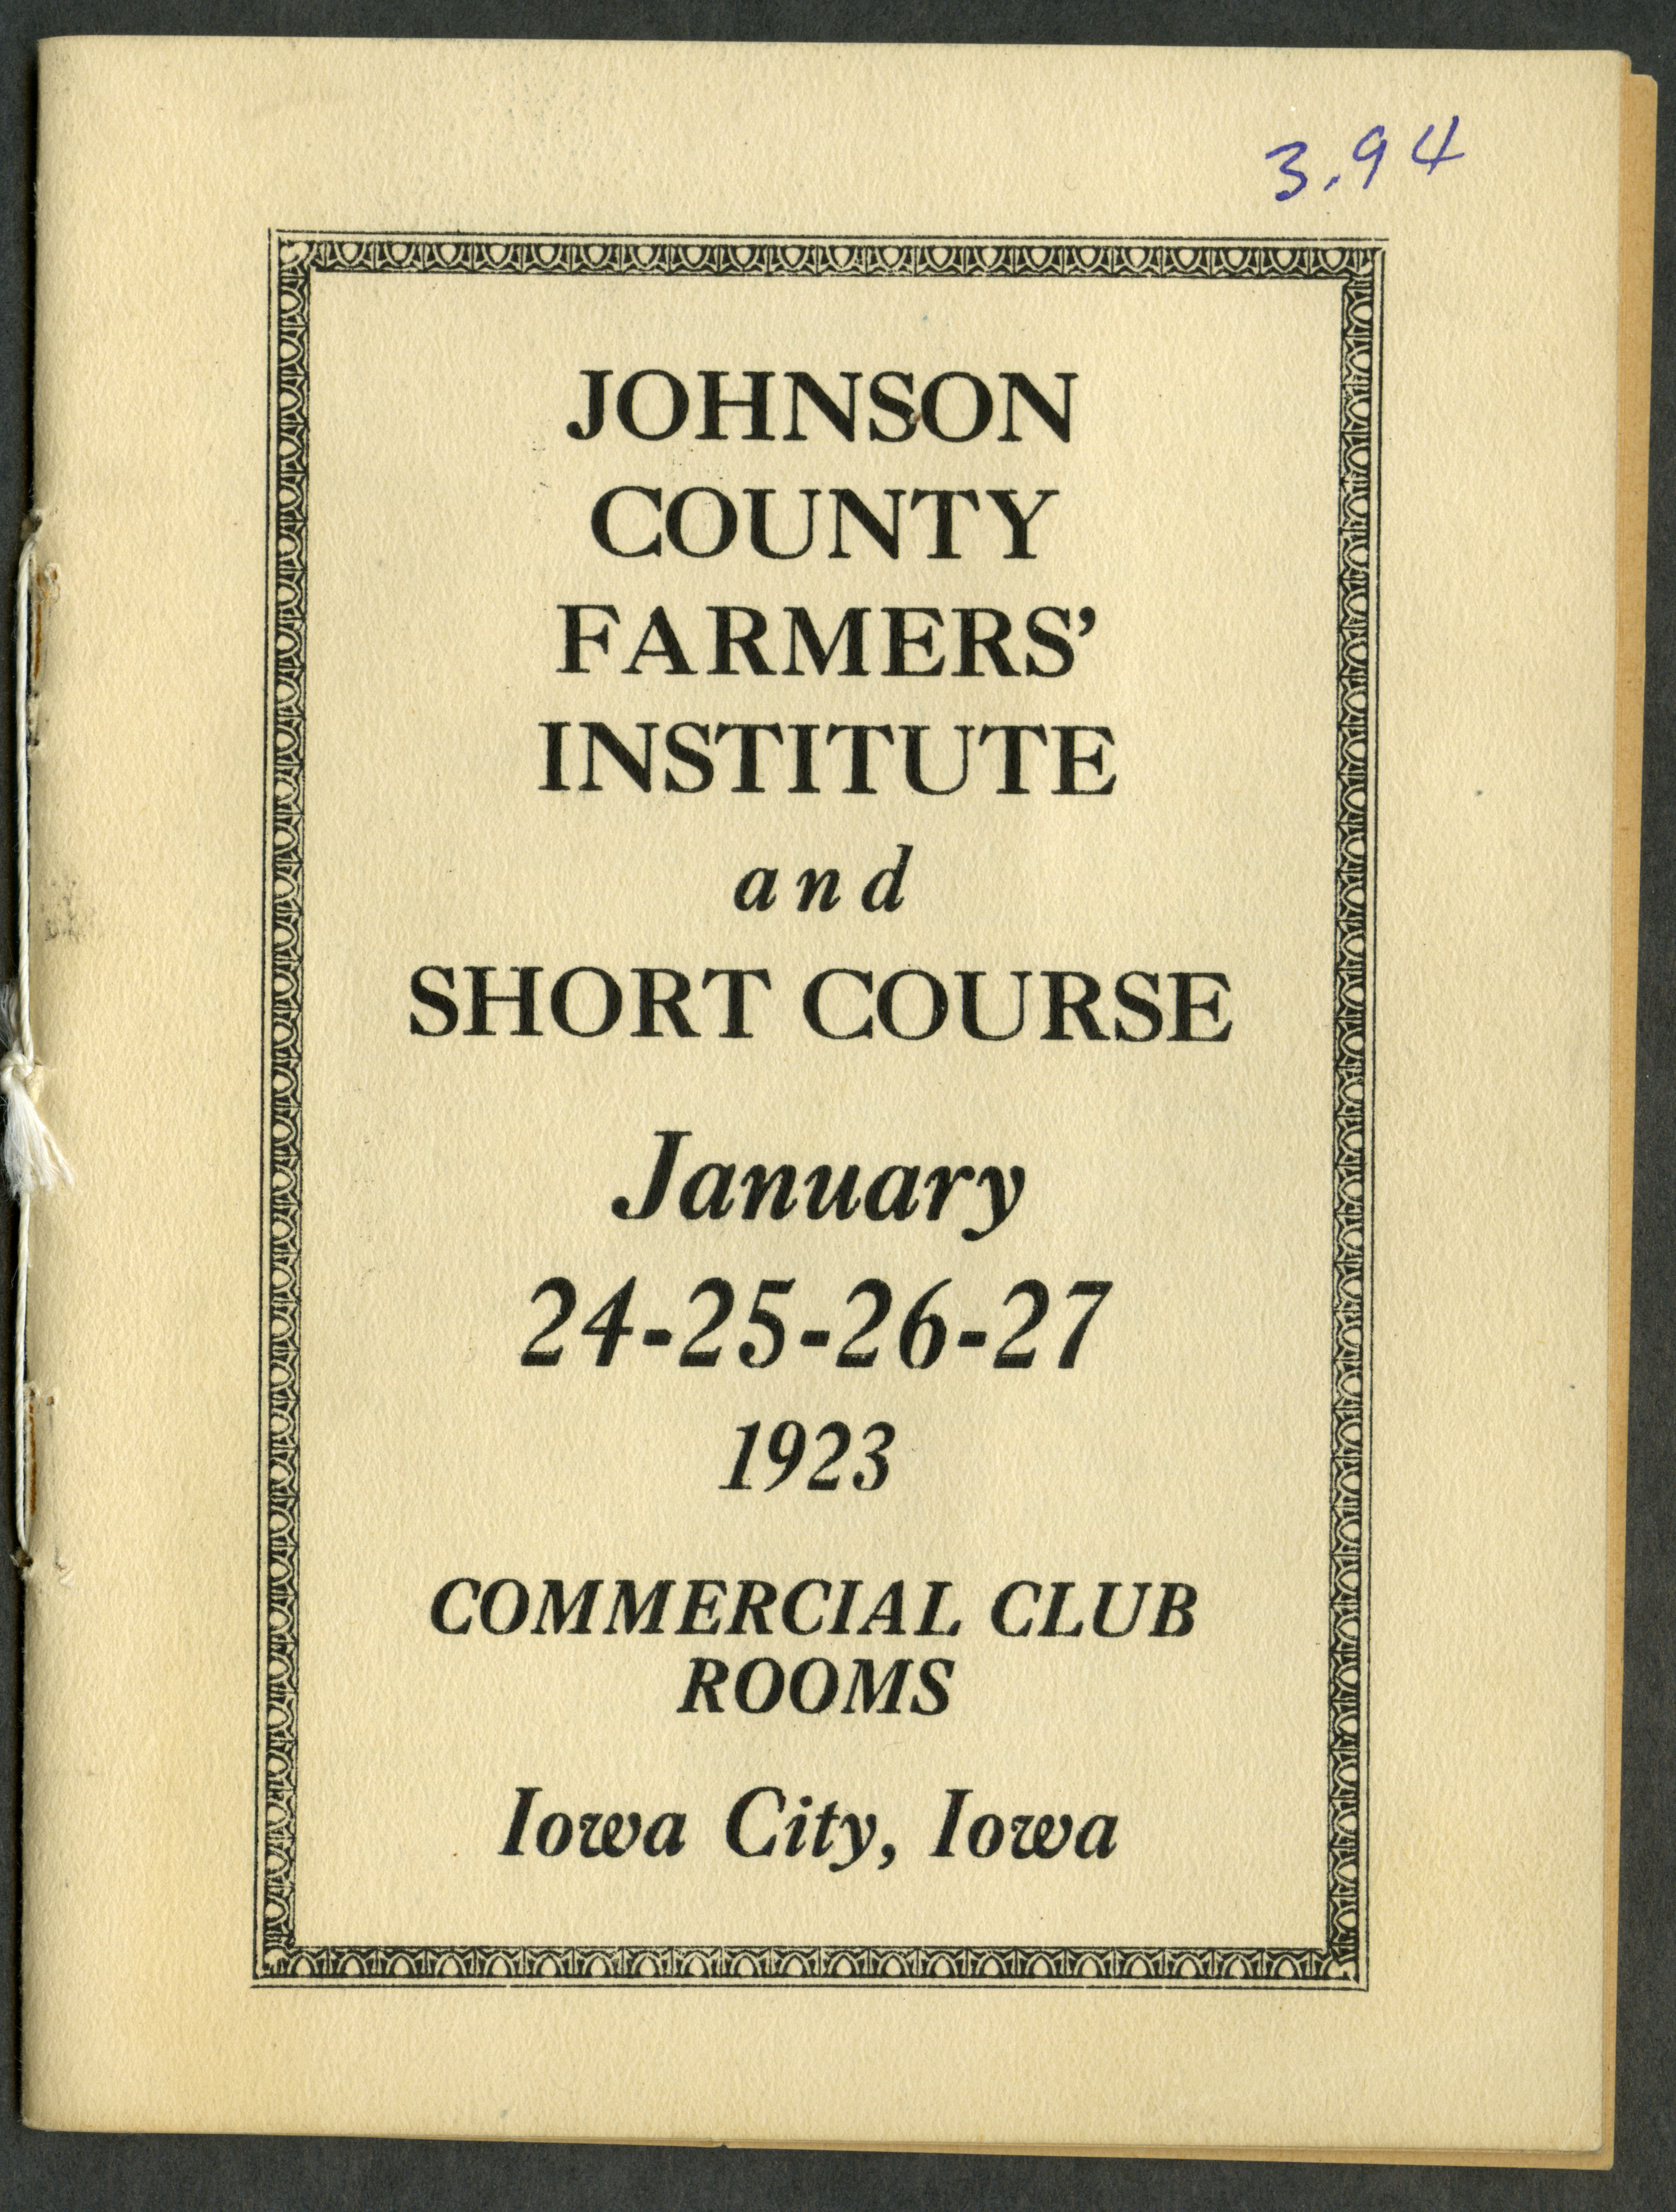 3.94
JOHNSON
COUNTY
FARMERS'
INSTITUTE
and
SHORT COURSE
January
24-25-26-27
1923
COMMERCIAL CLUB
ROOMS
Iowa City, Iowa